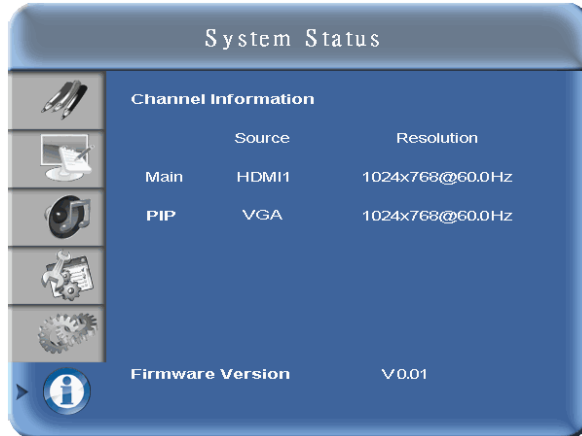 System Status
Channel Information
Source Resolution
Main HDMI1 1024x768@60.0Hz
PIP VGA 1024x768@60.0Hz
Firmware Version V0.01